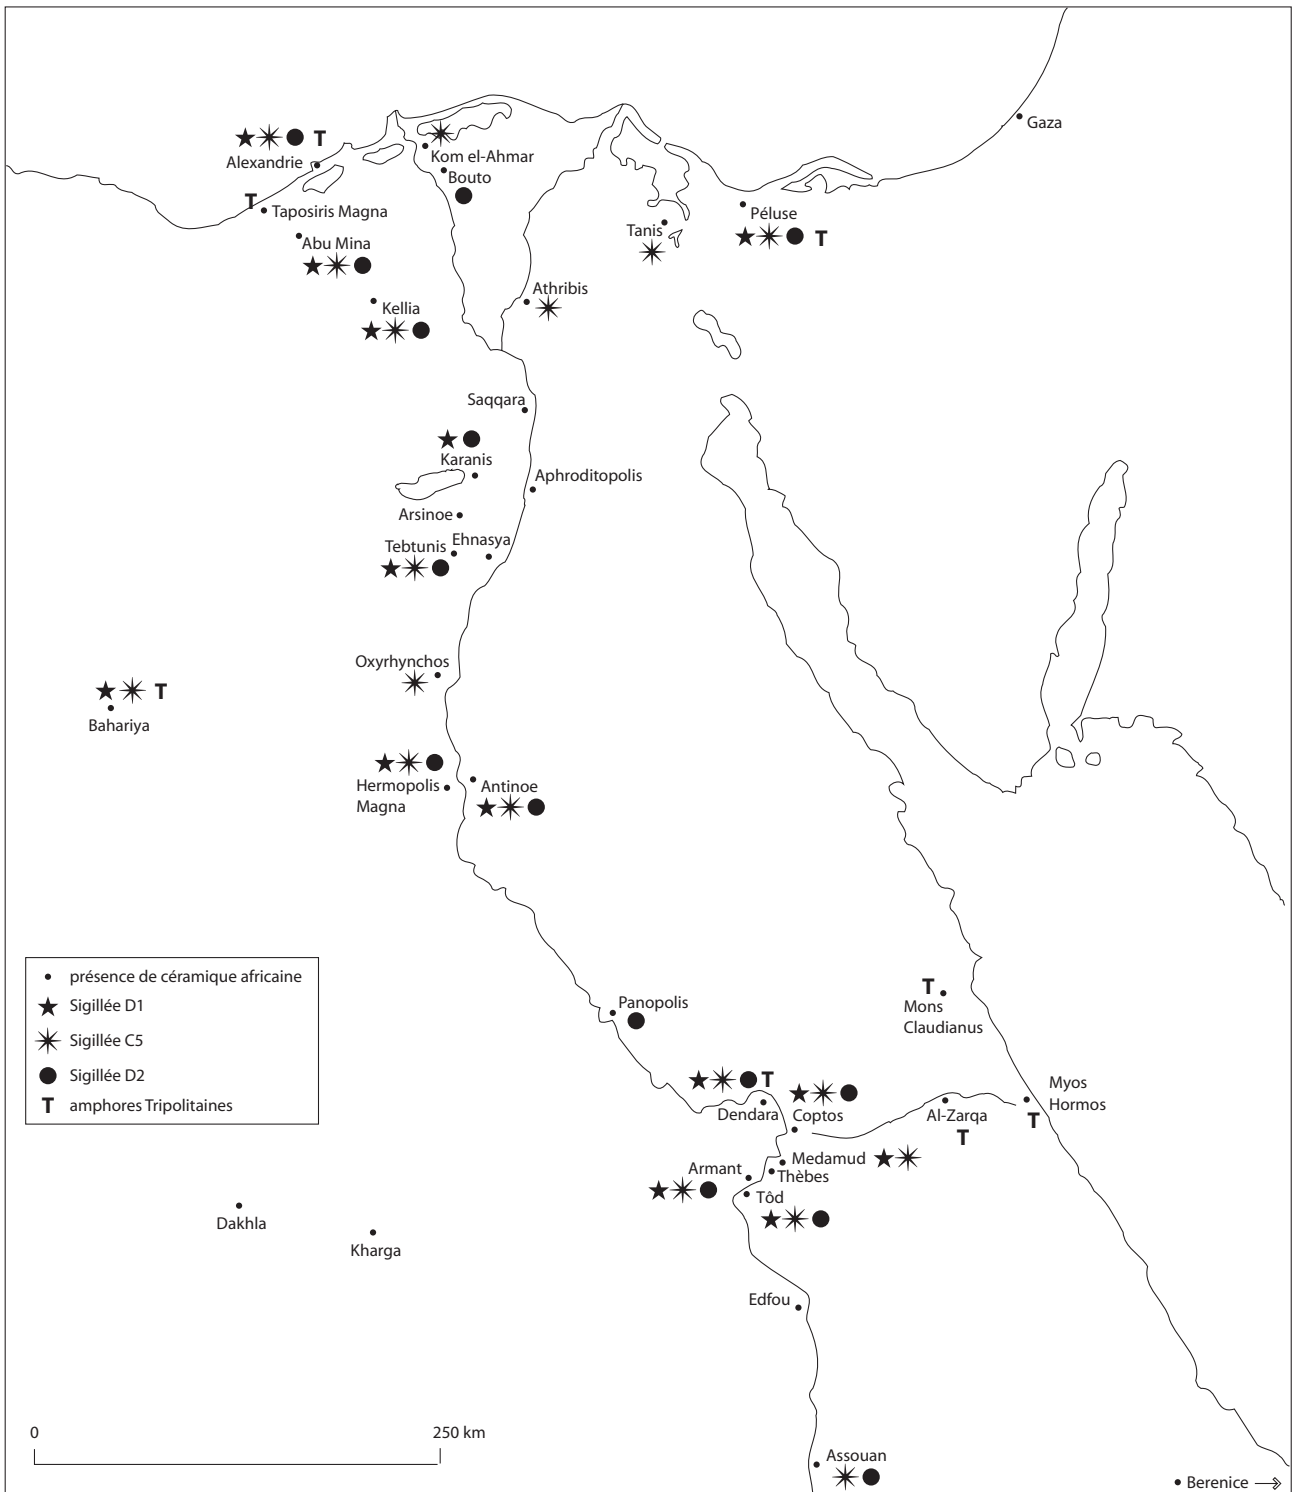 Gaza
T
Alexandrie
Kom el-Ahmar
Bouto
T
Taposiris Magna
Péluse
T
Tanis
Abu Mina
Athribis
Kellia
Saqqara
Karanis
Aphroditopolis
Arsinoe
Ehnasya
Tebtunis
Oxyrhynchos
T
Bahariya
Hermopolis
Magna
Antinoe
présence de céramique africaine
Sigillée D1
Sigillée C5
Sigillée D2
T amphores Tripolitaines
Panopolis
T
Mons
Claudianus
T
Dendara
Coptos
Al-Zarqa
T
Myos
Hormos
T
Medamud
Thèbes
Armant
Tôd
Dakhla
Kharga
Edfou
0 250 km
Assouan
Berenice